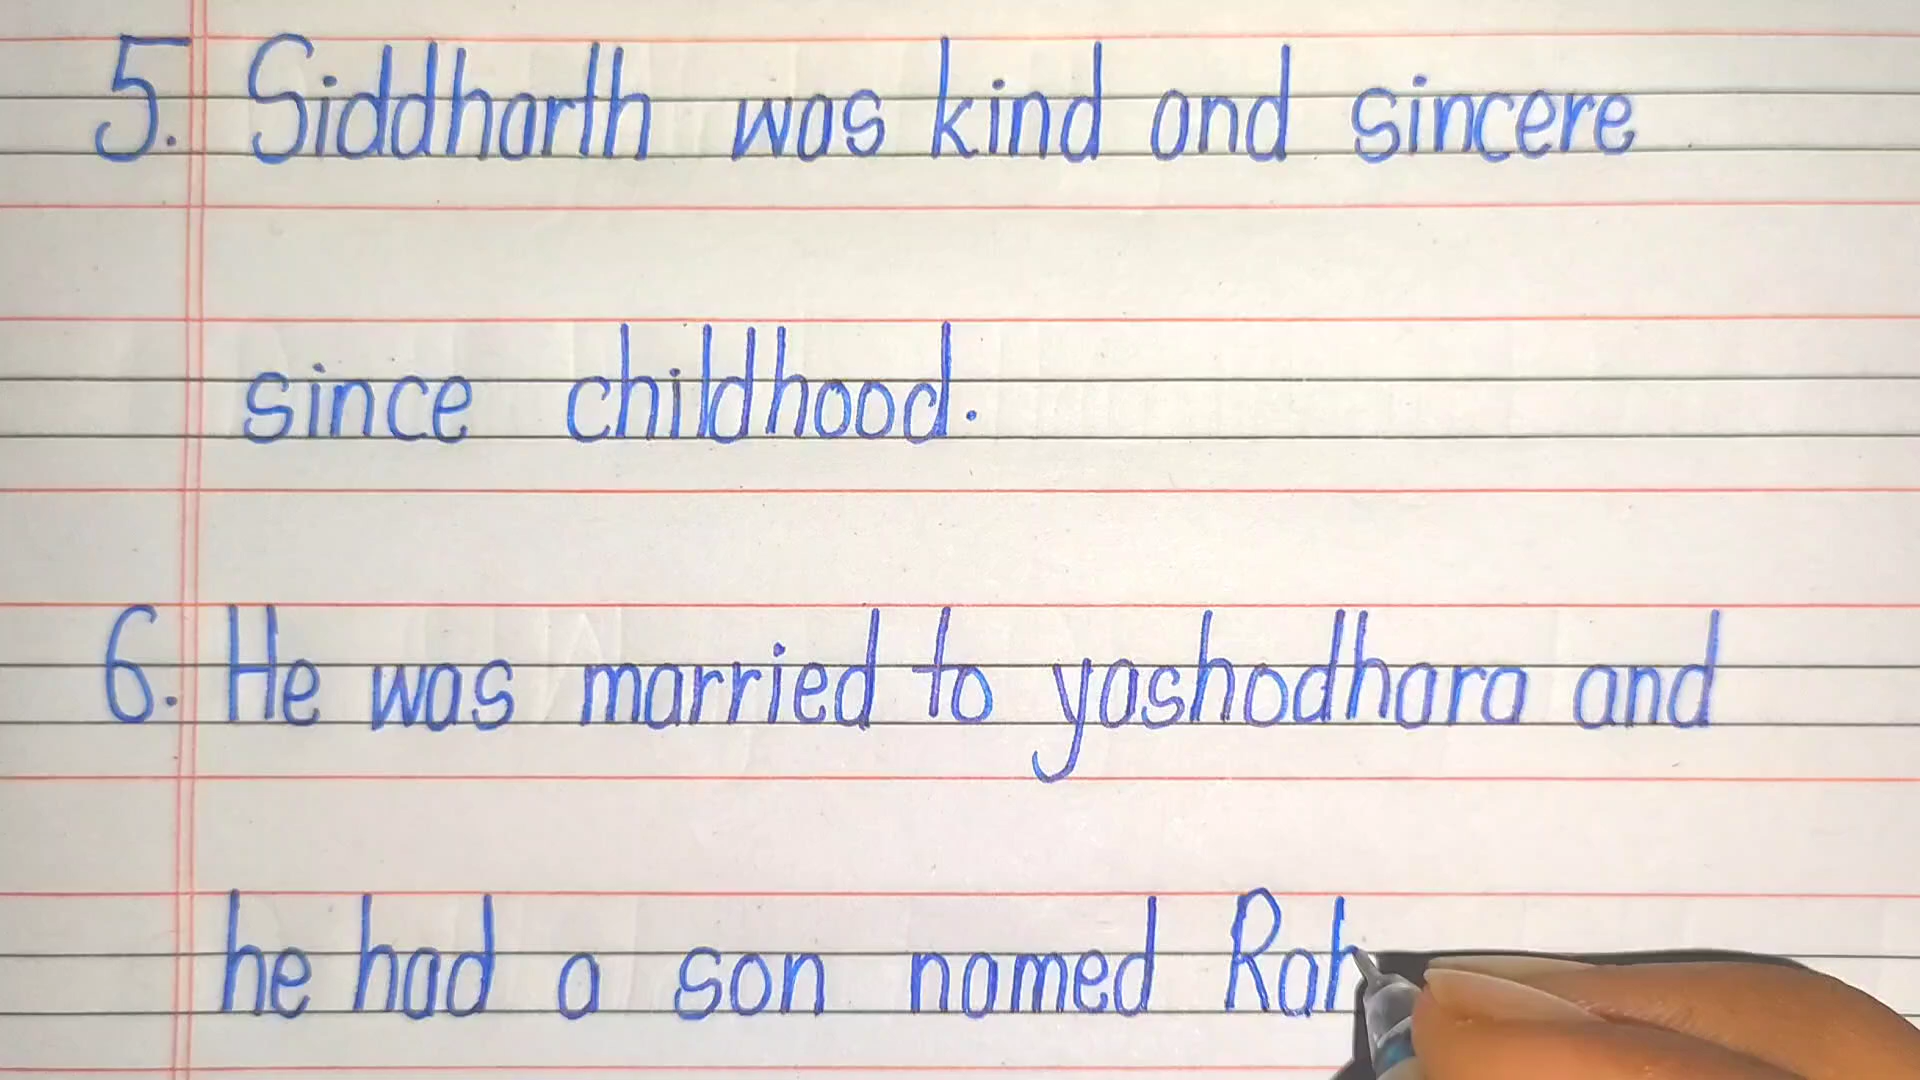 5. Siddharth was kind and sincere
since childhood.
6. He was married to yashodhara and
he had a son named Rah